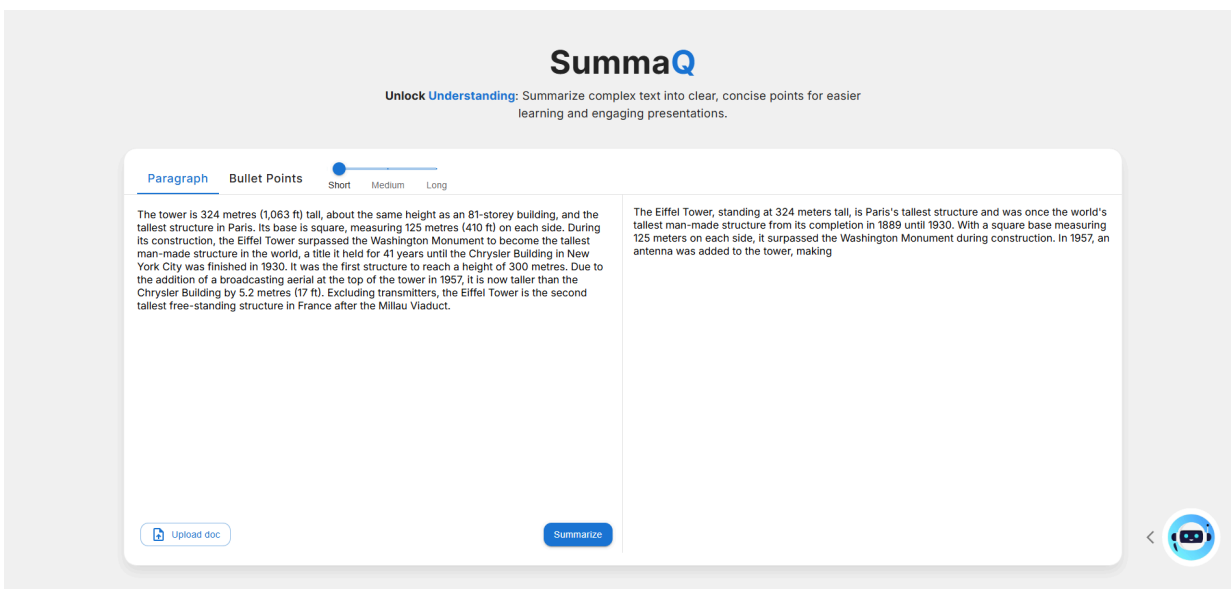 SummaQ
Unlock Understanding: Summarize complex text into clear, concise points for easier
learning and engaging presentations.
Paragraph
Bullet Points
Short
Medium
Long
The tower is 324 metres (1,063 ft) tall, about the same height as an 81-storey building, and the
tallest structure in Paris. Its base is square, measuring 125 metres (410 ft) on each side. During
its construction, the Eiffel Tower surpassed the Washington Monument to become the tallest
man-made structure in the world, a title it held for 41 years until the Chrysler Building in New
York City was finished in 1930. It was the first structure to reach a height of 300 metres. Due to
the addition of a broadcasting aerial at the top of the tower in 1957, it is now taller than the
Chrysler Building by 5.2 metres (17 ft). Excluding transmitters, the Eiffel Tower is the second
tallest free-standing structure in France after the Millau Viaduct.
The Eiffel Tower, standing at 324 meters tall, is Paris's tallest structure and was once the world's
tallest man-made structure from its completion in 1889 until 1930. With a square base measuring
125 meters on each side, it surpassed the Washington Monument during construction. In 1957, an
antenna was added to the tower, making
Upload doc
Summarize